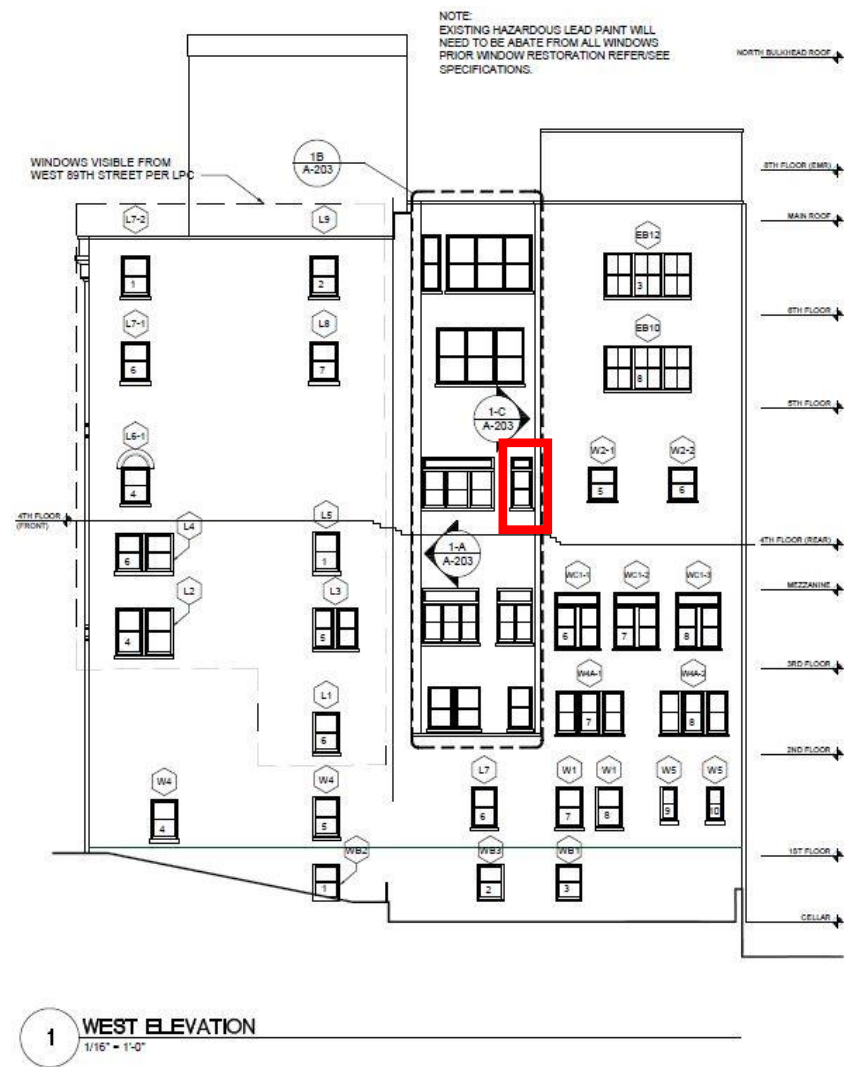 NOTE:
EXISTING HAZARDOUS LEAD PAINT WILL
NEED TO BE ABATE FROM ALL WINDOWS
PRIOR WINDOW RESTORATION REFER/SEE
SPECIFICATIONS.
NORTH BULKHEAD ROOF
WINDOWS VISIBLE FROM
WEST 89TH STREET PER LPC
1B
A-203
8TH FLOOR (EMR)
L7-2
L9
MAIN ROOF
EB12
1
2
3
L7-1
L8
6TH FLOOR
EB10
6
7
8
5TH FLOOR
1-C
A-203
L6-1
W2-1
W2-2
4
5
6
4TH FLOOR
(FRONT)
L4
L5
4TH FLOOR (REAR)
6
1
1-A
A-203
WC1-1
WC1-2
WC1-3
MEZZANINE
L2
L3
4
5
6
7
8
3RD FLOOR
W4A-1
W4A-2
L1
7
8
6
2ND FLOOR
W4
W4
L7
W1
W1
W5
W5
4
5
6
7
8
9
10
WB2
WB3
WB1
1ST FLOOR
1
2
3
CELLAR
1
WEST ELEVATION
1/16" = 1'-0"